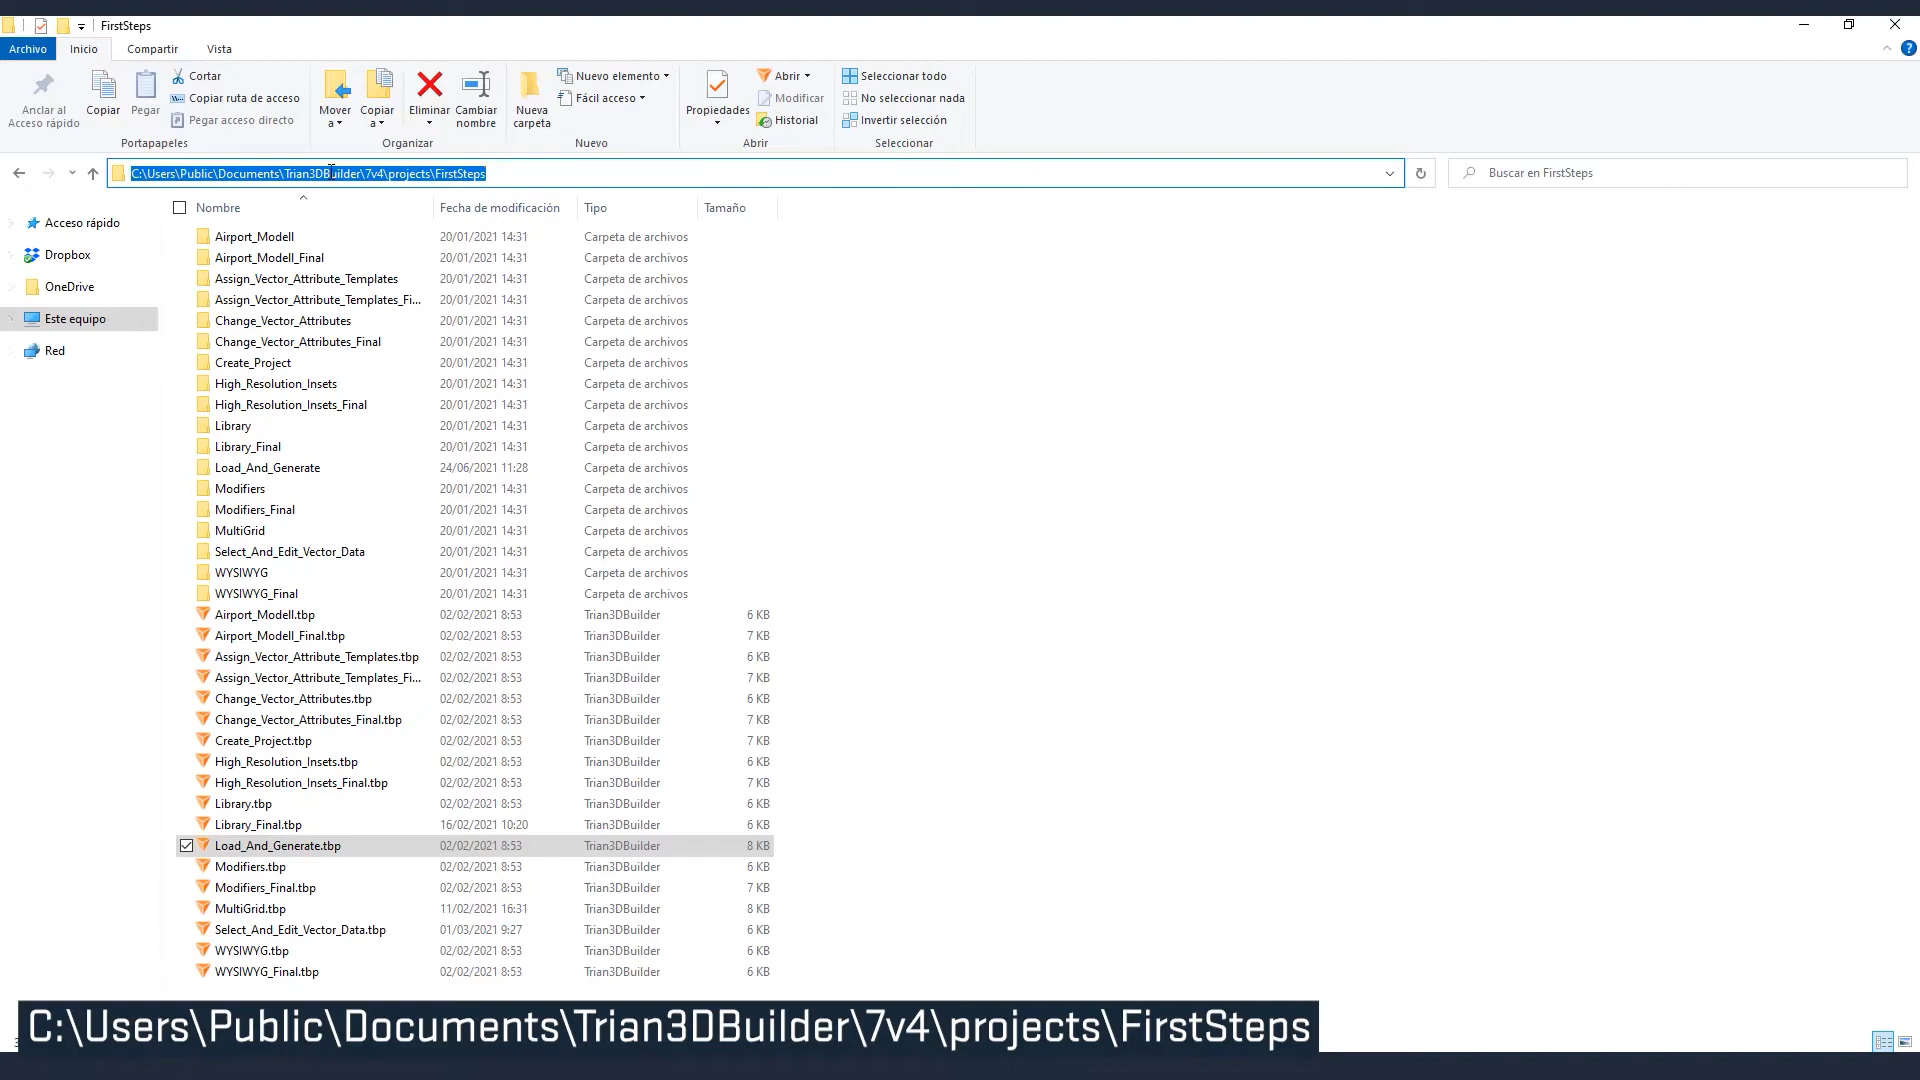 FirstSteps
Archivo Inicio Compartir Vista
Anclar al Acceso rápido
Copiar
Pegar
Cortar
Copiar ruta de acceso
Pegar acceso directo
Portapapeles
Mover a
Copiar a
Eliminar
Cambiar nombre
Organizar
Nueva carpeta
Nuevo elemento
Fácil acceso
Nuevo
Propiedades
Abrir
Modificar
Historial
Abrir
Seleccionar todo
No seleccionar nada
Invertir selección
Seleccionar
C:\Users\Public\Documents\Trian3DBuilder\7v4\projects\FirstSteps
Buscar en FirstSteps
Acceso rápido
Dropbox
OneDrive
Este equipo
Red
Nombre Fecha de modificación Tipo Tamaño
Airport_Modell 20/01/2021 14:31 Carpeta de archivos
Airport_Modell_Final 20/01/2021 14:31 Carpeta de archivos
Assign_Vector_Attribute_Templates 20/01/2021 14:31 Carpeta de archivos
Assign_Vector_Attribute_Templates_Fi... 20/01/2021 14:31 Carpeta de archivos
Change_Vector_Attributes 20/01/2021 14:31 Carpeta de archivos
Change_Vector_Attributes_Final 20/01/2021 14:31 Carpeta de archivos
Create_Project 20/01/2021 14:31 Carpeta de archivos
High_Resolution_Insets 20/01/2021 14:31 Carpeta de archivos
High_Resolution_Insets_Final 20/01/2021 14:31 Carpeta de archivos
Library 20/01/2021 14:31 Carpeta de archivos
Library_Final 20/01/2021 14:31 Carpeta de archivos
Load_And_Generate 24/06/2021 11:28 Carpeta de archivos
Modifiers 20/01/2021 14:31 Carpeta de archivos
Modifiers_Final 20/01/2021 14:31 Carpeta de archivos
MultiGrid 20/01/2021 14:31 Carpeta de archivos
Select_And_Edit_Vector_Data 20/01/2021 14:31 Carpeta de archivos
WYSIWYG 20/01/2021 14:31 Carpeta de archivos
WYSIWYG_Final 20/01/2021 14:31 Carpeta de archivos
Airport_Modell.tbp 02/02/2021 8:53 Trian3DBuilder 6 KB
Airport_Modell_Final.tbp 02/02/2021 8:53 Trian3DBuilder 7 KB
Assign_Vector_Attribute_Templates.tbp 02/02/2021 8:53 Trian3DBuilder 6 KB
Assign_Vector_Attribute_Templates_Fi... 02/02/2021 8:53 Trian3DBuilder 7 KB
Change_Vector_Attributes.tbp 02/02/2021 8:53 Trian3DBuilder 6 KB
Change_Vector_Attributes_Final.tbp 02/02/2021 8:53 Trian3DBuilder 7 KB
Create_Project.tbp 02/02/2021 8:53 Trian3DBuilder 7 KB
High_Resolution_Insets.tbp 02/02/2021 8:53 Trian3DBuilder 6 KB
High_Resolution_Insets_Final.tbp 02/02/2021 8:53 Trian3DBuilder 7 KB
Library.tbp 02/02/2021 8:53 Trian3DBuilder 6 KB
Library_Final.tbp 16/02/2021 10:20 Trian3DBuilder 6 KB
Load_And_Generate.tbp 02/02/2021 8:53 Trian3DBuilder 8 KB
Modifiers.tbp 02/02/2021 8:53 Trian3DBuilder 6 KB
Modifiers_Final.tbp 02/02/2021 8:53 Trian3DBuilder 7 KB
MultiGrid.tbp 11/02/2021 16:31 Trian3DBuilder 8 KB
Select_And_Edit_Vector_Data.tbp 01/03/2021 9:27 Trian3DBuilder 6 KB
WYSIWYG.tbp 02/02/2021 8:53 Trian3DBuilder 6 KB
WYSIWYG_Final.tbp 02/02/2021 8:53 Trian3DBuilder 6 KB
C:\Users\Public\Documents\Trian3DBuilder\7v4\projects\FirstSteps